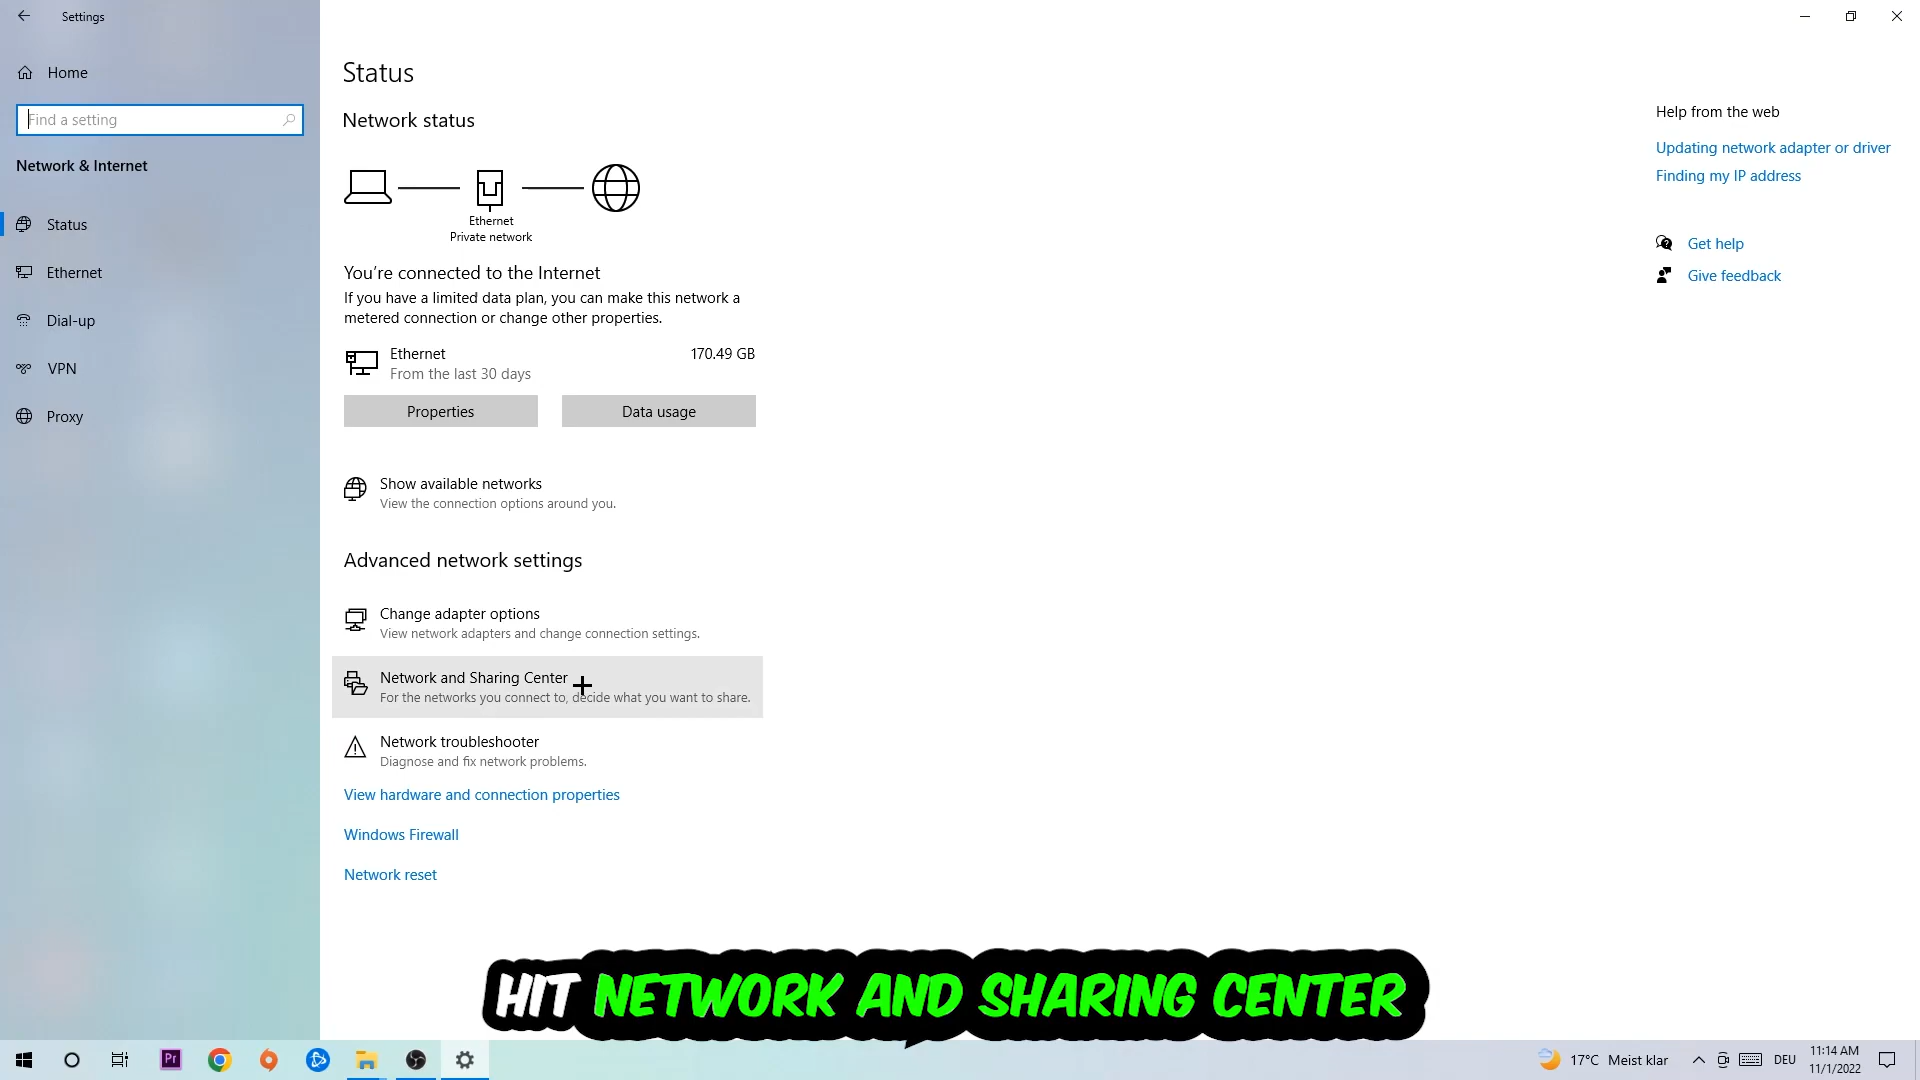 Settings
Home
Find a setting
Network & Internet
Status
Ethernet
Dial-up
VPN
Proxy
Status
Network status
Ethernet
Private network
You're connected to the Internet
If you have a limited data plan, you can make this network a
metered connection or change other properties.
Ethernet
170.49 GB
From the last 30 days
Properties
Data usage
Show available networks
View the connection options around you.
Advanced network settings
Change adapter options
View network adapters and change connection settings.
Network and Sharing Center
For the networks you connect to, decide what you want to share.
Network troubleshooter
Diagnose and fix network problems.
View hardware and connection properties
Windows Firewall
Network reset
Help from the web
Updating network adapter or driver
Finding my IP address
Get help
Give feedback
HIT NETWORK AND SHARING CENTER
Pr
17°C Meist klar
DEU
11:14 AM
11/1/2022